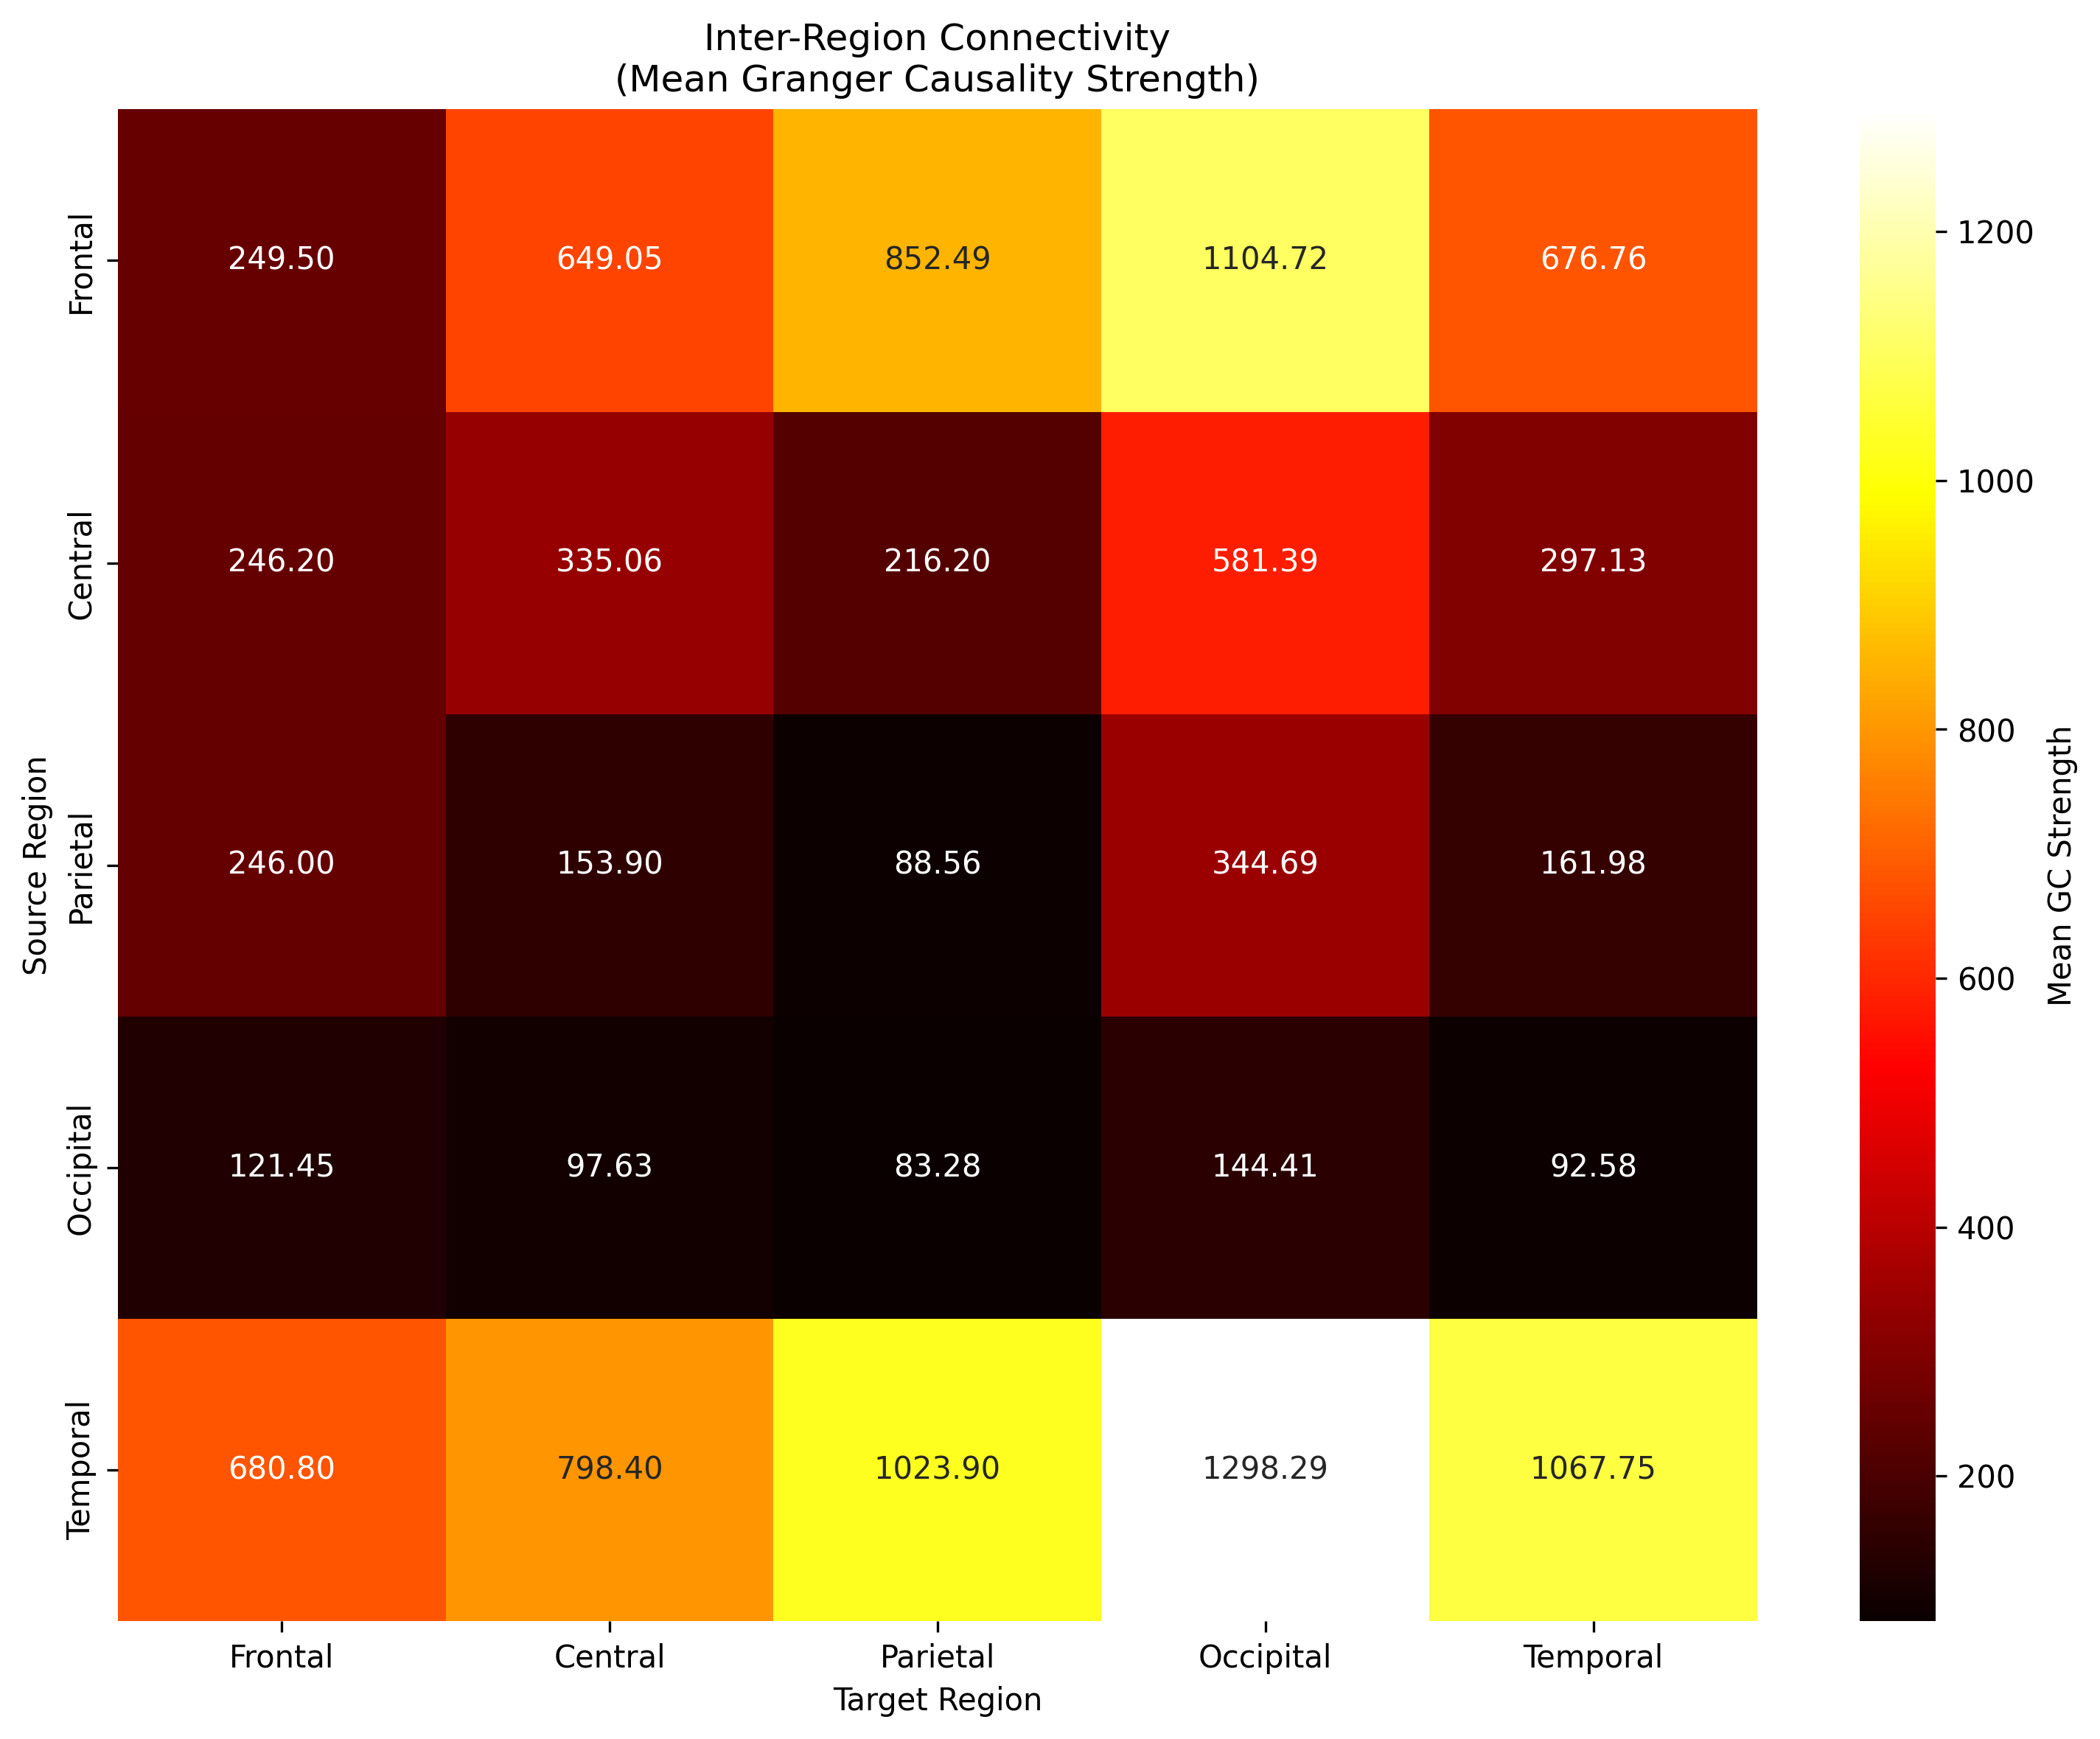 Inter-Region Connectivity
(Mean Granger Causality Strength)
Source Region
Frontal
249.50 649.05 852.49 1104.72 676.76
Central
246.20 335.06 216.20 581.39 297.13
Parietal
246.00 153.90 88.56 344.69 161.98
Occipital
121.45 97.63 83.28 144.41 92.58
Temporal
680.80 798.40 1023.90 1298.29 1067.75
Frontal Central Parietal Occipital Temporal
Target Region
1200
1000
800
600
400
200
Mean GC Strength